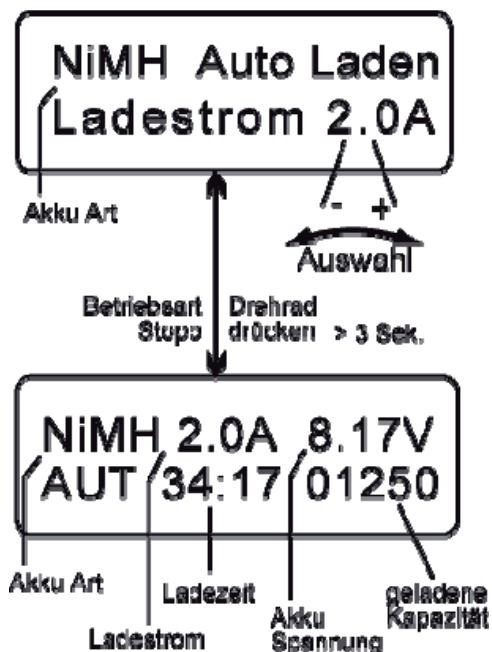 NiMH Auto Laden
Ladestrom 2.0A
Akku Art
- +
Auswahl
Betriebsart Drehrad
Stopp drücken > 3 Sek.
NiMH 2.0A 8.17V
AUT 34:17 01250
Akku Art
Ladezeit
geladene
Kapazität
Ladestrom
Akku
Spannung